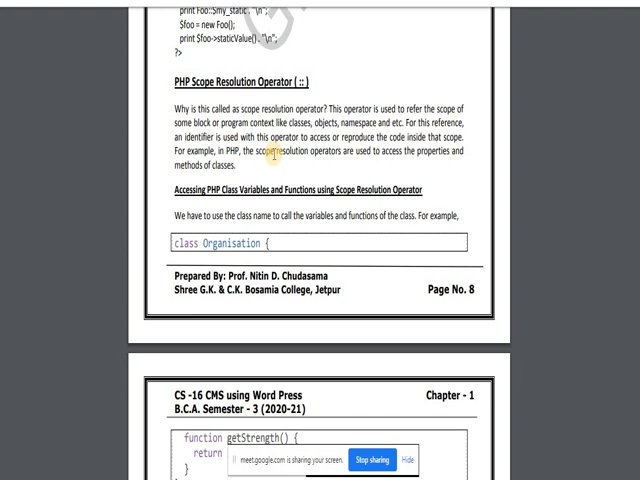 print Foo::$my_static . "\n";
$foo = new Foo();
print $foo->staticValue() . "\n";
?>
PHP Scope Resolution Operator ( :: )
Why is this called as scope resolution operator? This operator is used to refer the scope of
some block or program context like classes, objects, namespace and etc. For this reference,
an identifier is used with this operator to access or reproduce the code inside that scope.
For example, in PHP, the scope resolution operators are used to access the properties and
methods of classes.
Accessing PHP Class Variables and Functions using Scope Resolution Operator
We have to use the class name to call the variables and functions of the class. For example,
class Organisation {
Prepared By: Prof. Nitin D. Chudasama
Shree G.K. & C.K. Bosamia College, Jetpur Page No. 8
CS -16 CMS using Word Press Chapter - 1
B.C.A. Semester - 3 (2020-21)
function getStrength() {
return
meet.google.com is sharing your screen. Stop sharing Hide
}